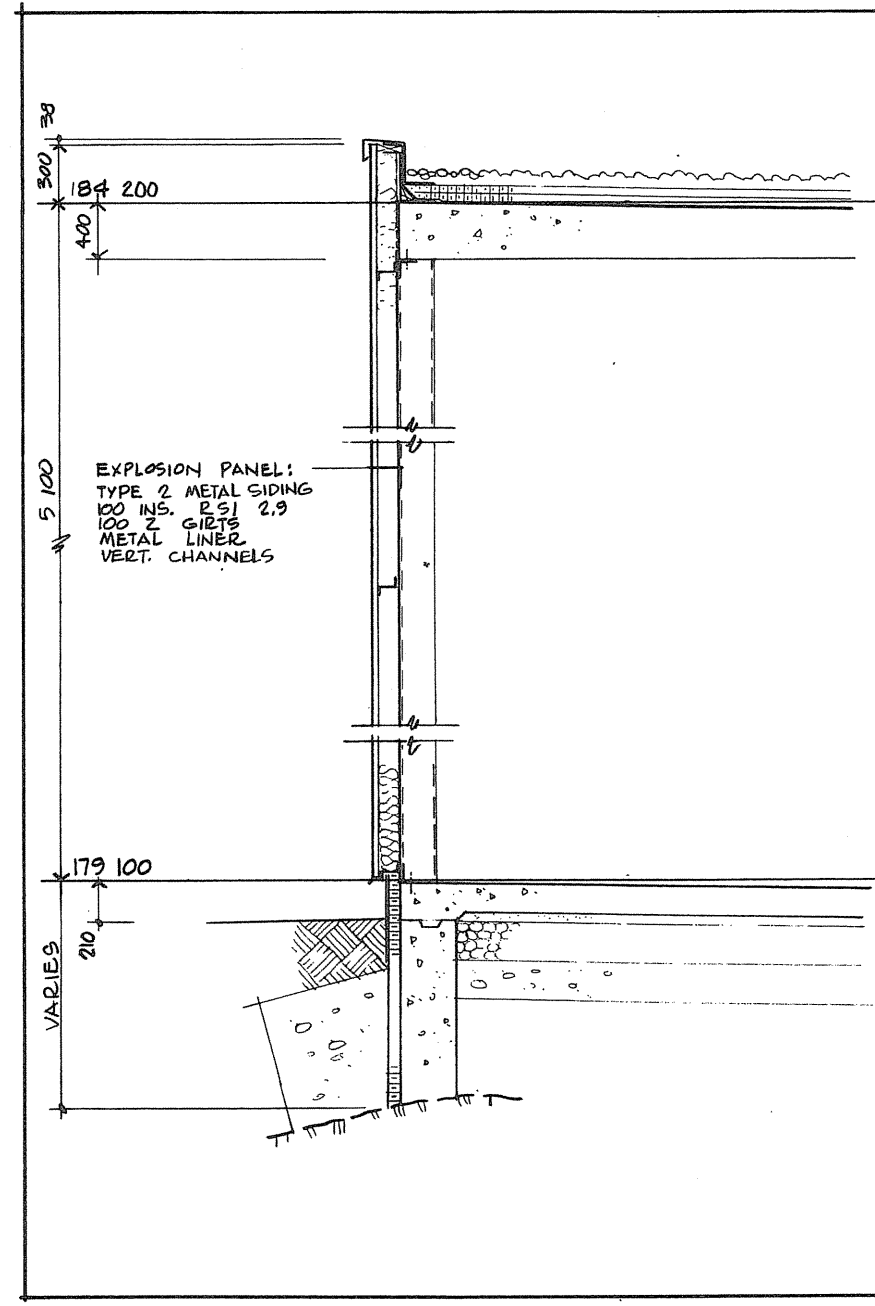 38
300
184 200
400
5 100
EXPLOSION PANEL:
TYPE 2 METAL SIDING
100 INS. RSI 2,9
100 Z GIRTS
METAL LINER
VERT. CHANNELS
179 100
210
VARIES